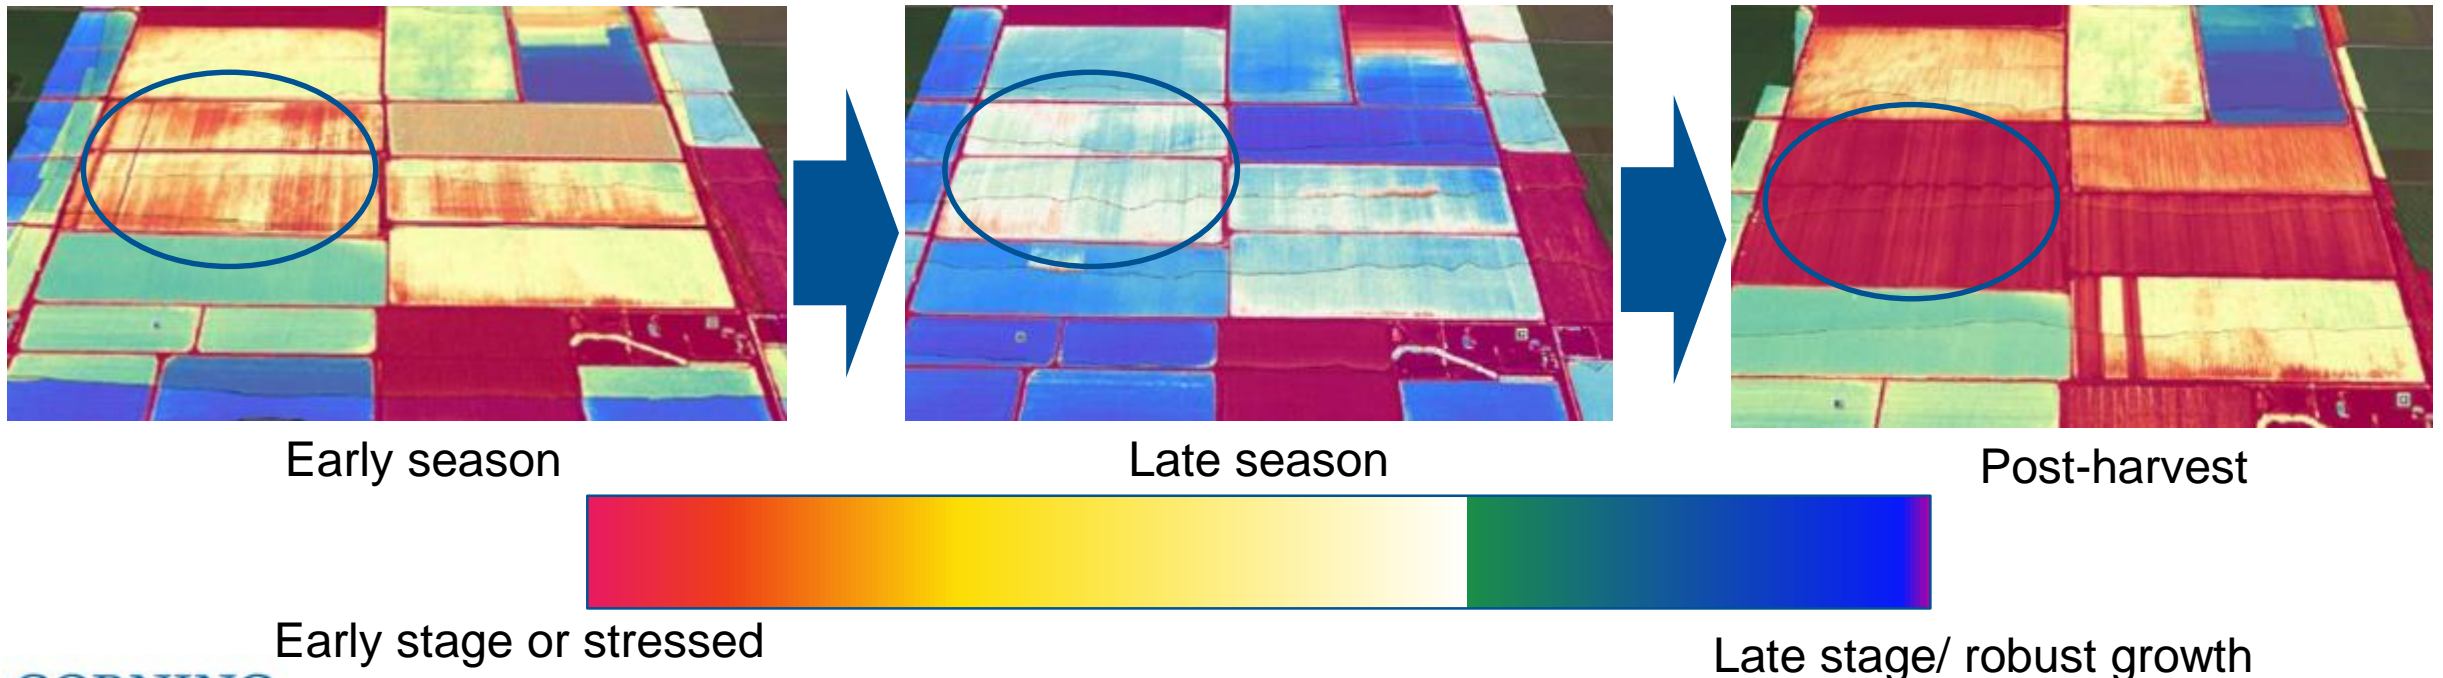 Early season
Late season
Post-harvest
Early stage or stressed
Late stage/ robust growth